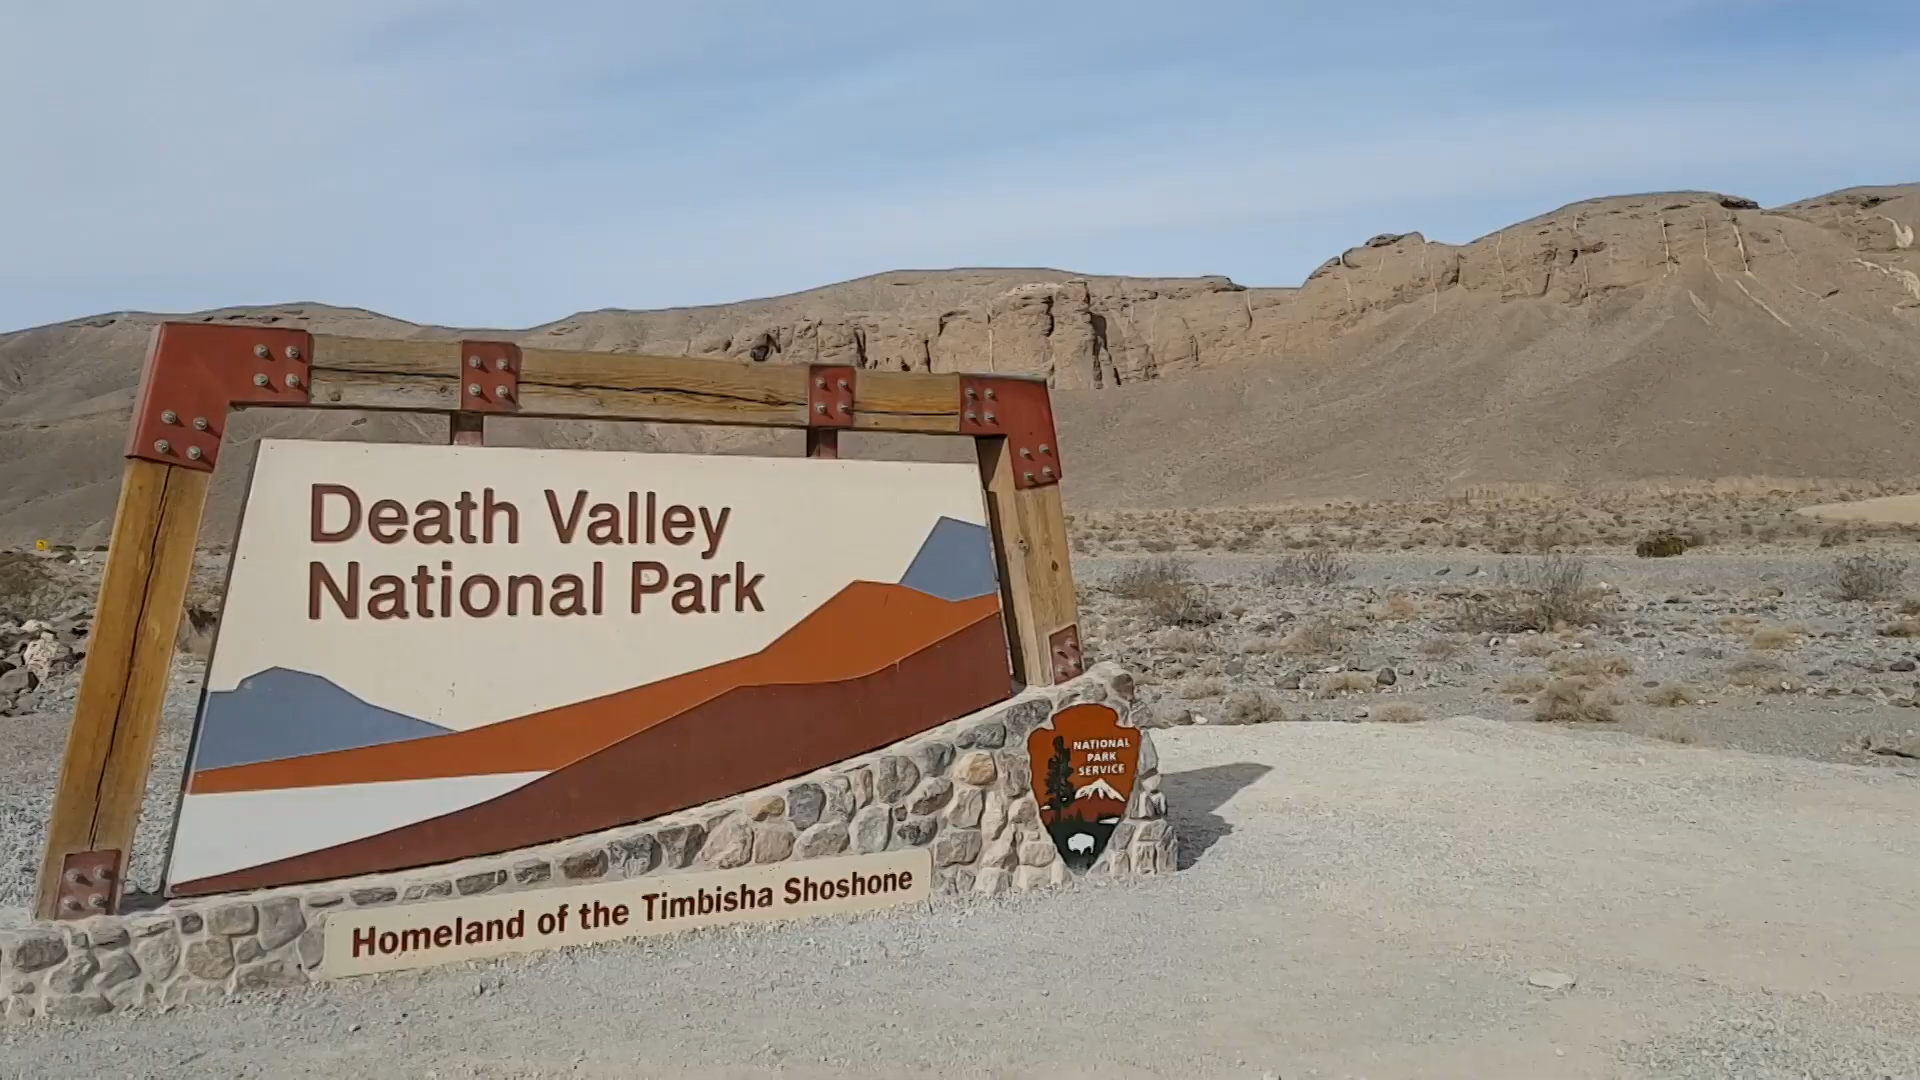 Death Valley
National Park
NATIONAL
PARK
SERVICE
Homeland of the Timbisha Shoshone